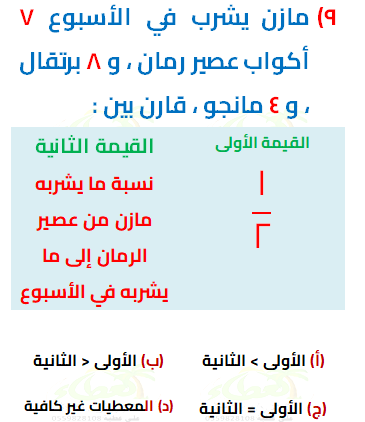 ٩) مازن يشرب في الأسبوع ٧
أكواب عصير رمان ، و ٨ برتقال
، و ٤ مانجو ، قارن بين :
القيمة الأولى
القيمة الثانية
١
٢
نسبة ما يشربه
مازن من عصير
الرمان إلى ما
يشربه في الأسبوع
(أ) الأولى > الثانية
(ب) الأولى < الثانية
(ج) الأولى = الثانية
(د) المعطيات غير كافية